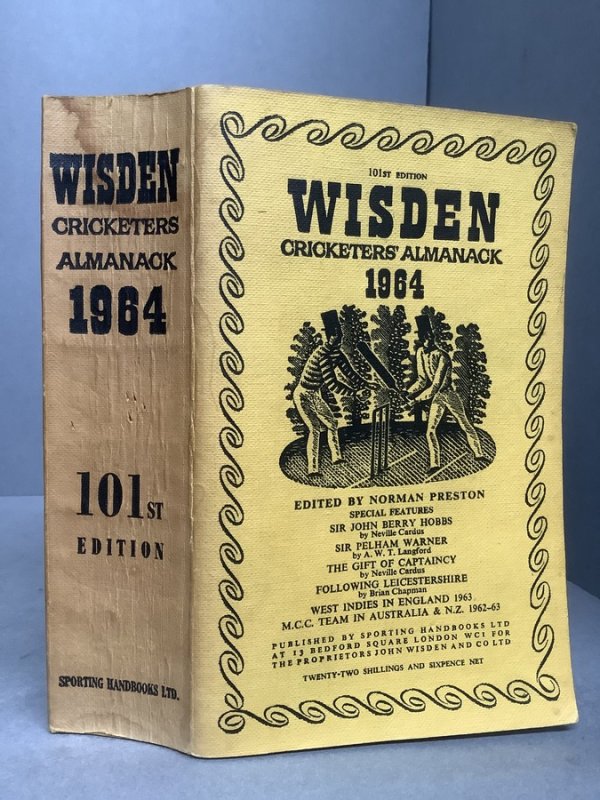 WISDEN
CRICKETERS
ALMANACK
1964
101ST
EDITION
SPORTING HANDBOOKS LTD.
101ST EDITION
WISDEN
CRICKETERS' ALMANACK
1964
EDITED BY NORMAN PRESTON
SPECIAL FEATURES
SIR JOHN BERRY HOBBS
by Neville Cardus
SIR PELHAM WARNER
by A. W. T. Langford
THE GIFT OF CAPTAINCY
by Neville Cardus
FOLLOWING LEICESTERSHIRE
by Brian Chapman
WEST INDIES IN ENGLAND 1963
M.C.C. TEAM IN AUSTRALIA & N.Z. 1962-63
PUBLISHED BY SPORTING HANDBOOKS LTD
AT 13 BEDFORD SQUARE LONDON WC1 FOR
THE PROPRIETORS JOHN WISDEN AND CO LTD
TWENTY-TWO SHILLINGS AND SIXPENCE NET